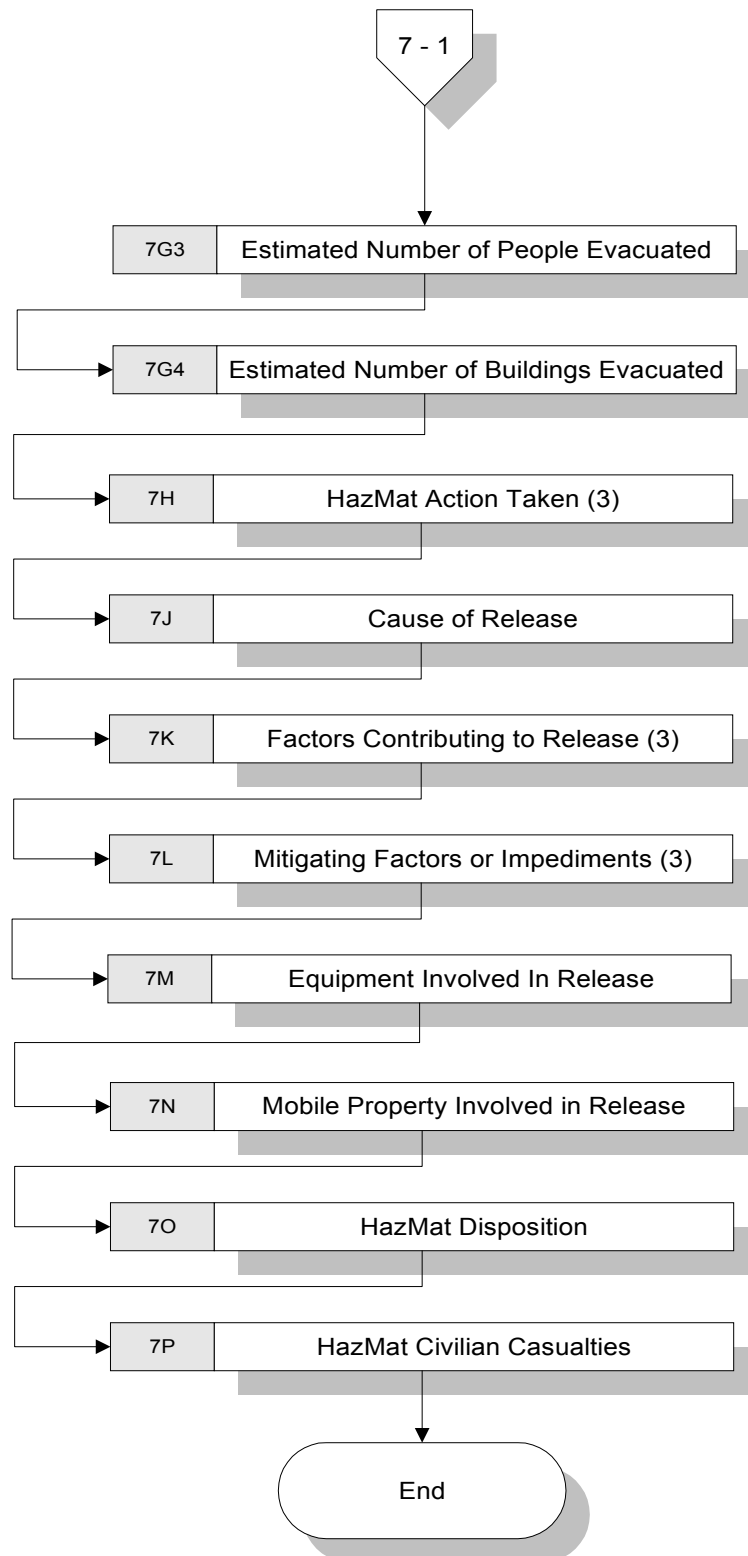 7 - 1
7G3 Estimated Number of People Evacuated
7G4 Estimated Number of Buildings Evacuated
7H HazMat Action Taken (3)
7J Cause of Release
7K Factors Contributing to Release (3)
7L Mitigating Factors or Impediments (3)
7M Equipment Involved In Release
7N Mobile Property Involved in Release
7O HazMat Disposition
7P HazMat Civilian Casualties
End